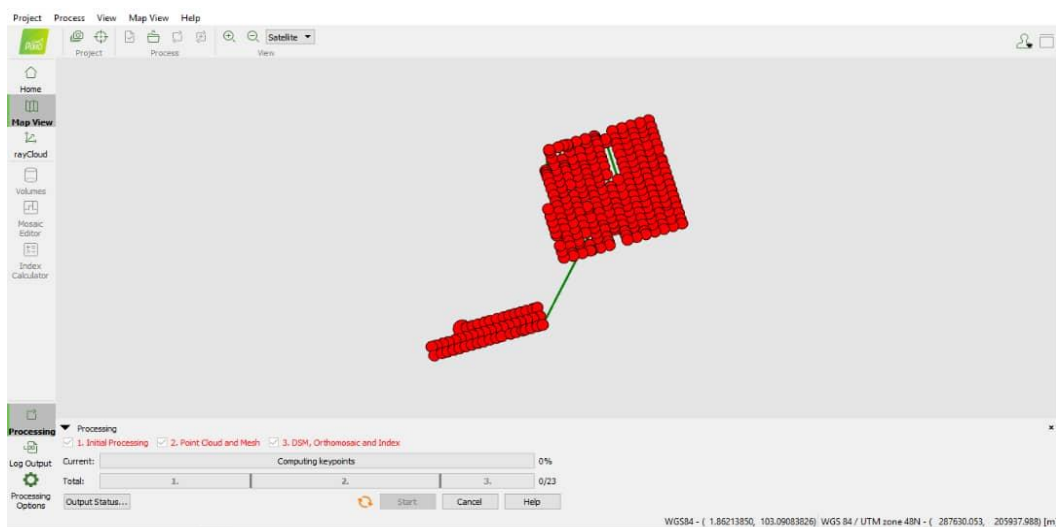 Project Process View Map View Help
Pix4D
Satellite
Project Process View
Home
Map View
rayCloud
Volumes
Mosaic
Editor
Index
Calculator
Processing
Processing
1. Initial Processing 2. Point Cloud and Mesh 3. DSM, Orthomosaic and Index
Log Output
Current: Computing keypoints 0%
Total: 1. 2. 3. 0/23
Processing
Options
Output Status... Start Cancel Help
WGS84 - ( 1.86213850, 103.09083826) WGS 84 / UTM zone 48N - ( 287630.053, 205937.988) [m